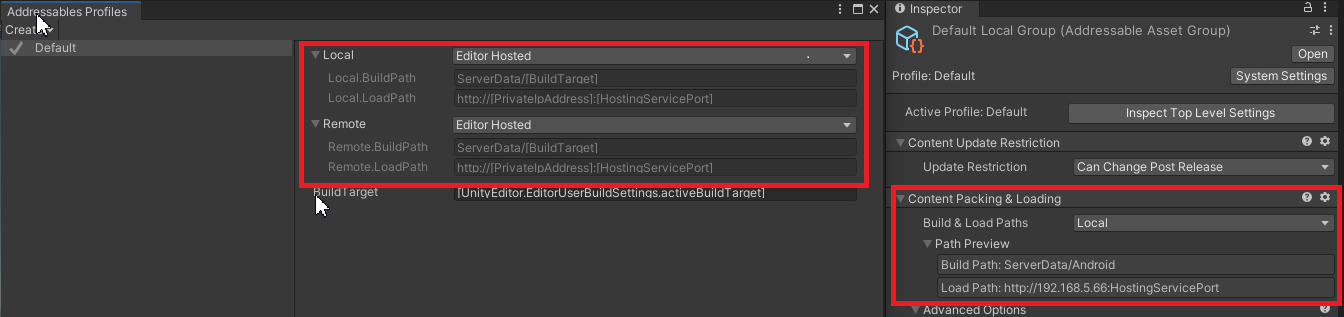 Addressables Profiles
Create
Default
Local
Editor Hosted
Local.BuildPath
ServerData/[BuildTarget]
Local.LoadPath
http://[PrivateIpAddress]:[HostingServicePort]
Remote
Editor Hosted
Remote.BuildPath
ServerData/[BuildTarget]
Remote.LoadPath
http://[PrivateIpAddress]:[HostingServicePort]
BuildTarget
[UnityEditor.EditorUserBuildSettings.activeBuildTarget]
Inspector
Default Local Group (Addressable Asset Group)
Open
Profile: Default
System Settings
Active Profile: Default
Inspect Top Level Settings
Content Update Restriction
Update Restriction
Can Change Post Release
Content Packing & Loading
Build & Load Paths
Local
Path Preview
Build Path: ServerData/Android
Load Path: http://192.168.5.66:HostingServicePort
Advanced Options